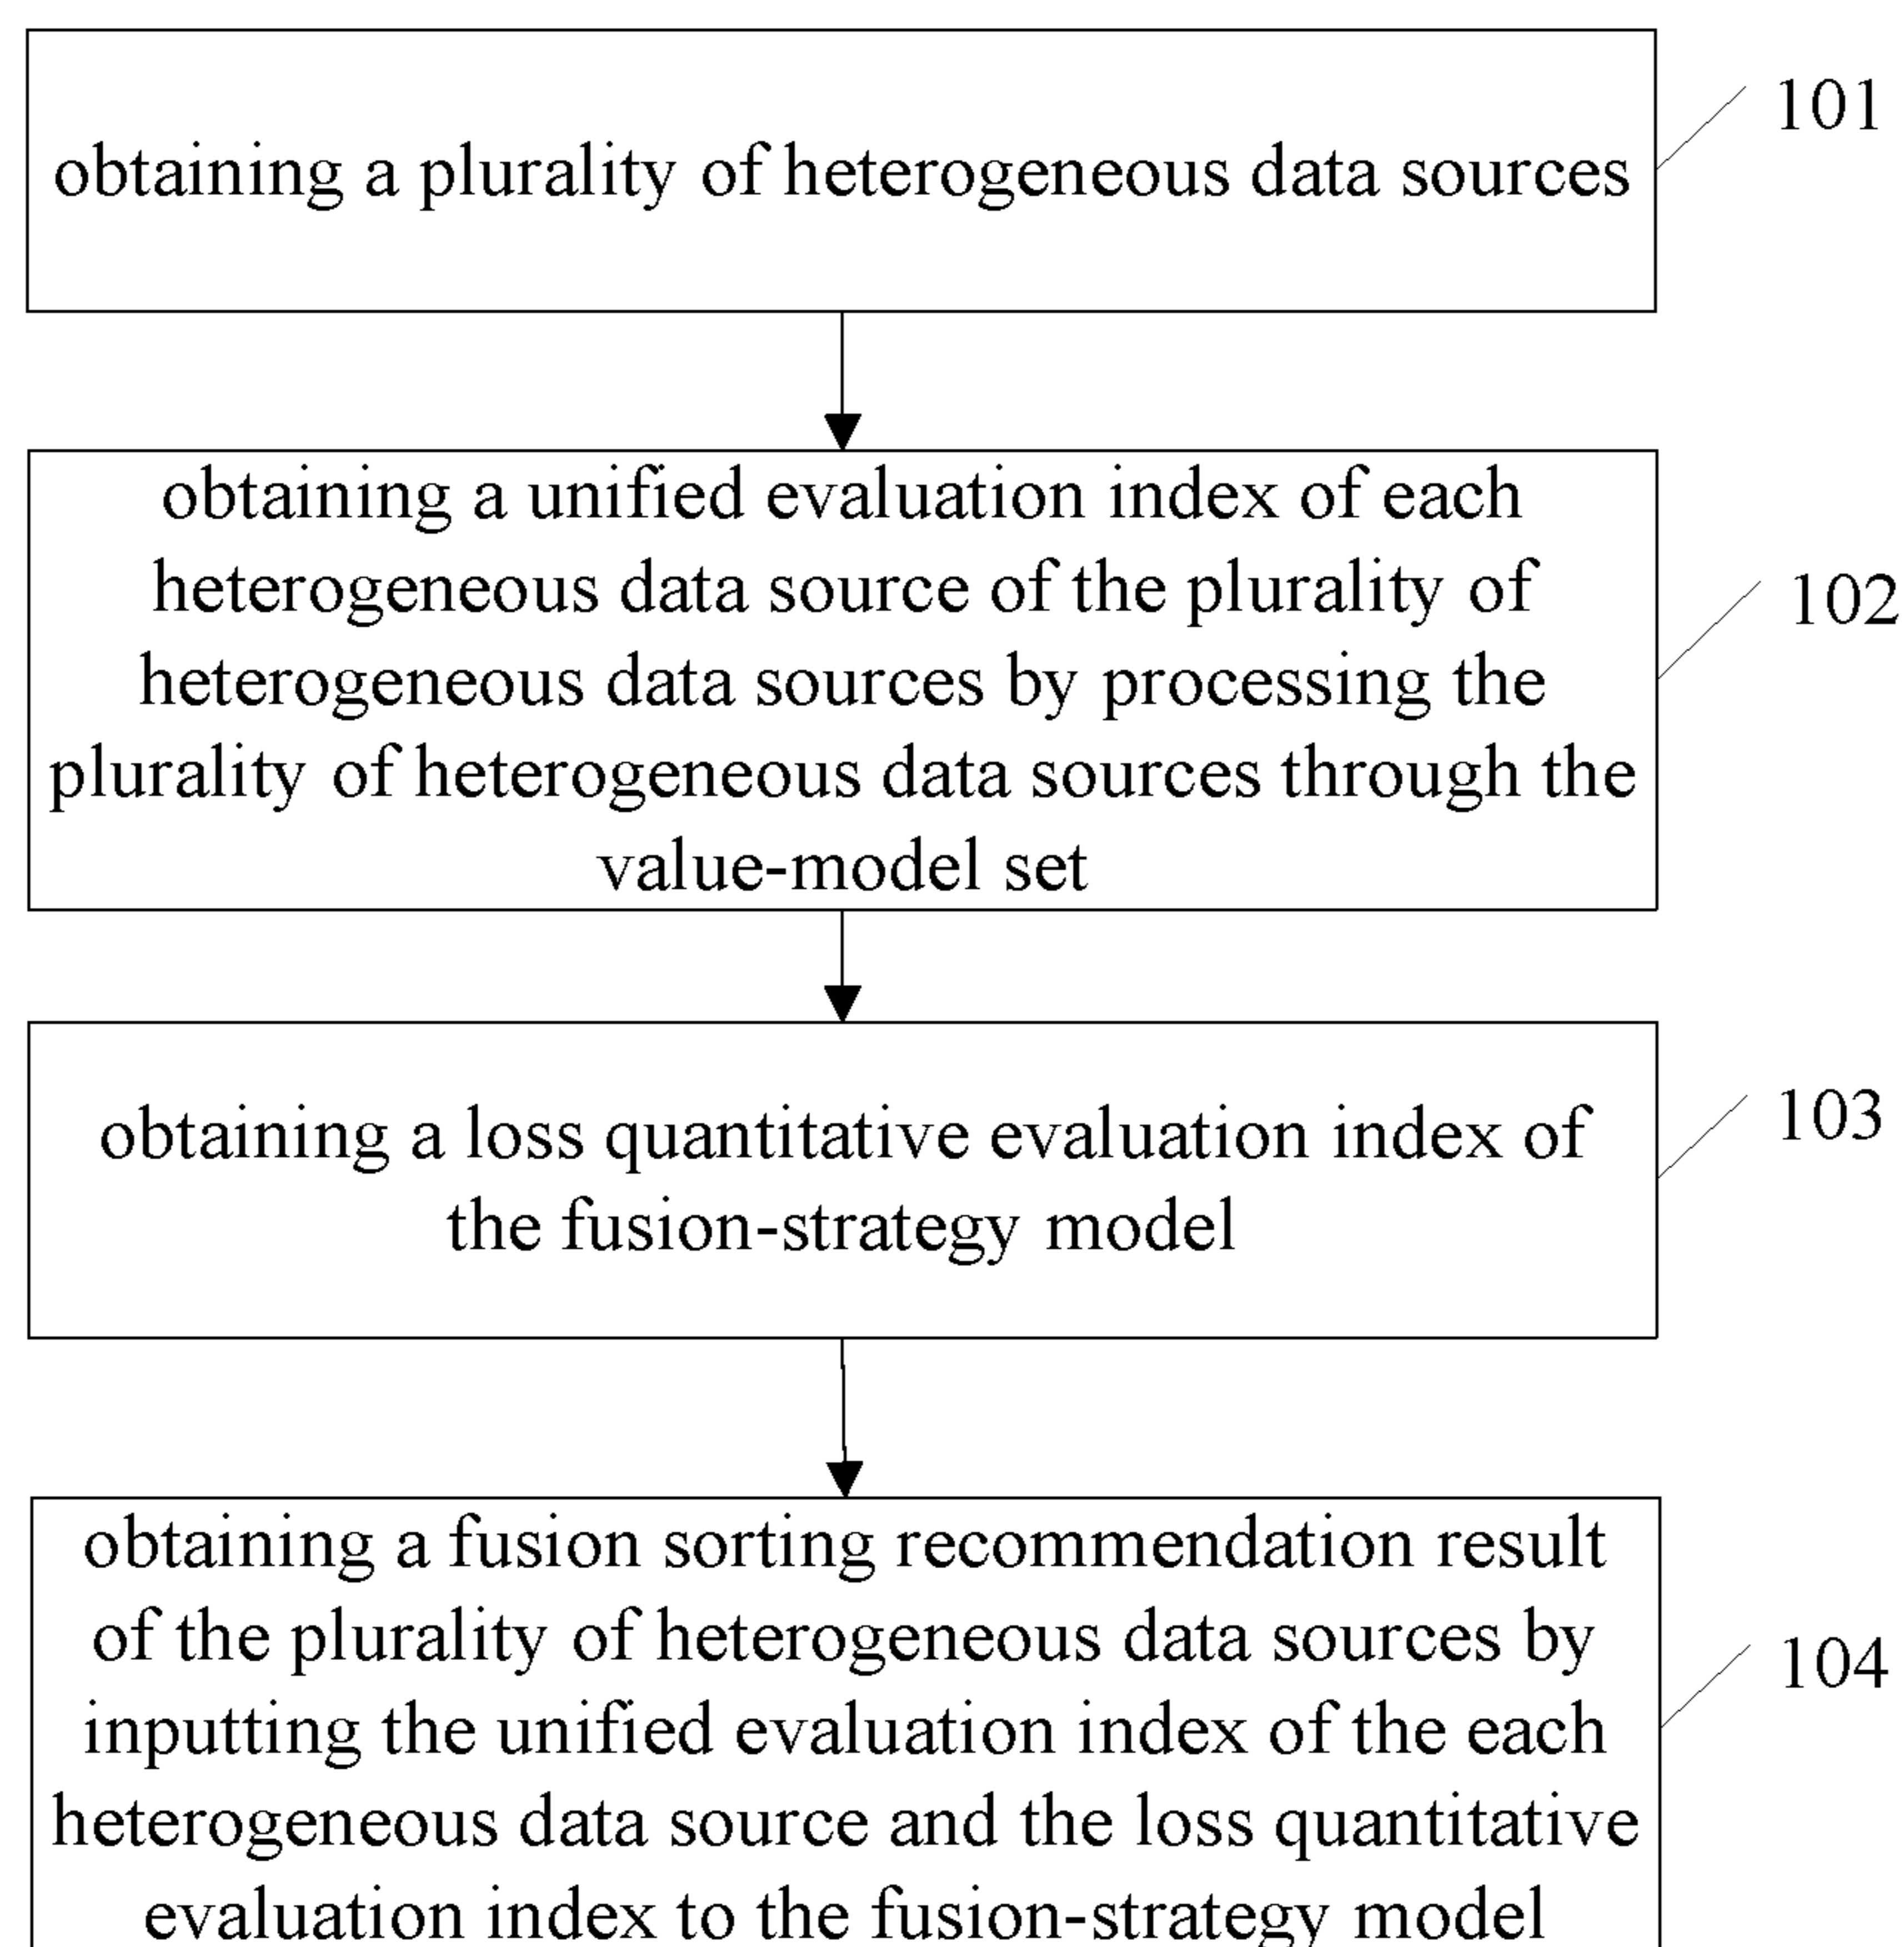 obtaining a plurality of heterogeneous data sources
101
obtaining a unified evaluation index of each
heterogeneous data source of the plurality of
heterogeneous data sources by processing the
plurality of heterogeneous data sources through the
value-model set
102
obtaining a loss quantitative evaluation index of
the fusion-strategy model
103
obtaining a fusion sorting recommendation result
of the plurality of heterogeneous data sources by
inputting the unified evaluation index of the each
heterogeneous data source and the loss quantitative
evaluation index to the fusion-strategy model
104